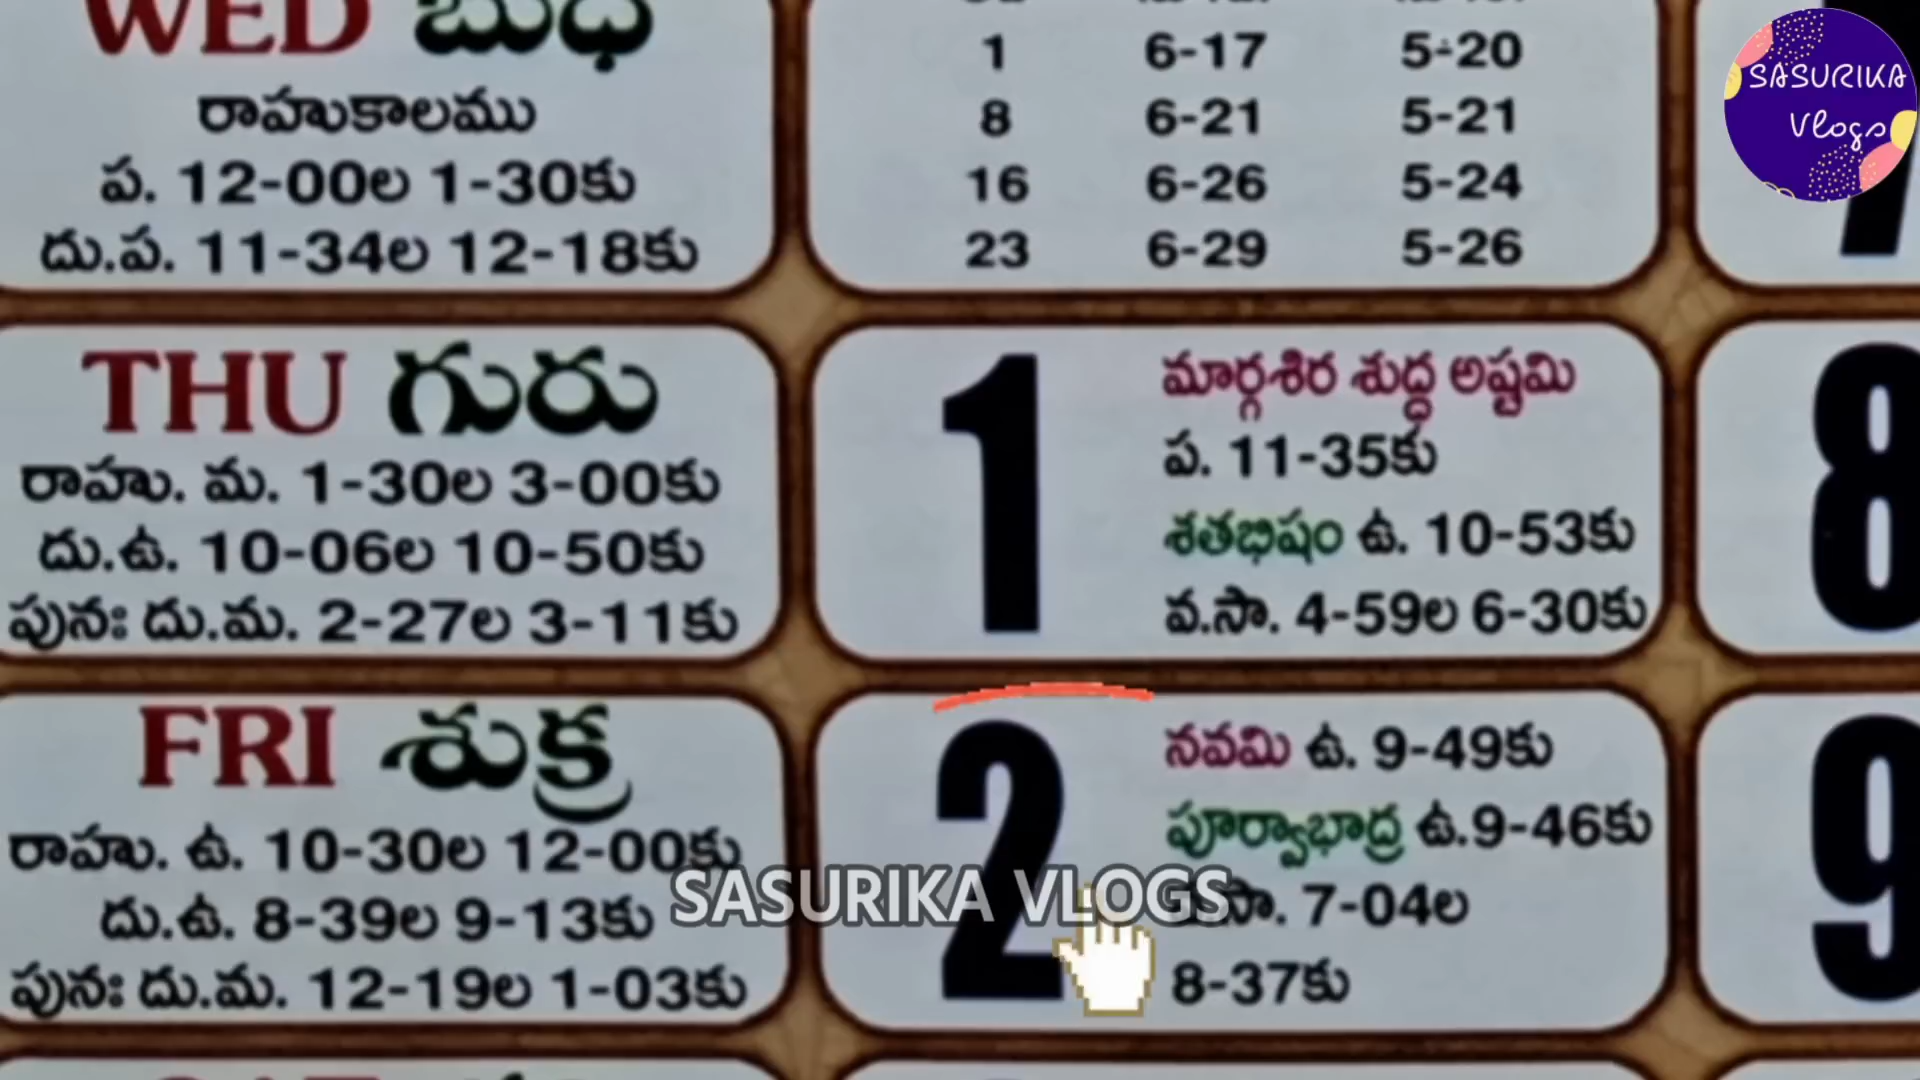 WED బుధ
రాహుకాలము
ప. 12-00ల 1-30కు
దు.ప. 11-34ల 12-18కు
1 6-17 5-20
8 6-21 5-21
16 6-26 5-24
23 6-29 5-26
SASURIKA
Vlogs
7
THU గురు
రాహు. మ. 1-30ల 3-00కు
దు.ఉ. 10-06ల 10-50కు
పునః దు.మ. 2-27ల 3-11కు
1
మార్గశిర శుద్ధ అష్టమి
ప. 11-35కు
శతభిషం ఉ. 10-53కు
వ.సా. 4-59ల 6-30కు
8
FRI శుక్ర
రాహు. ఉ. 10-30ల 12-00కు
దు.ఉ. 8-39ల 9-13కు
పునః దు.మ. 12-19ల 1-03కు
2
నవమి ఉ. 9-49కు
పూర్వాభాద్ర ఉ.9-46కు
సా. 7-04ల
8-37కు
9
SASURIKA VLOGS